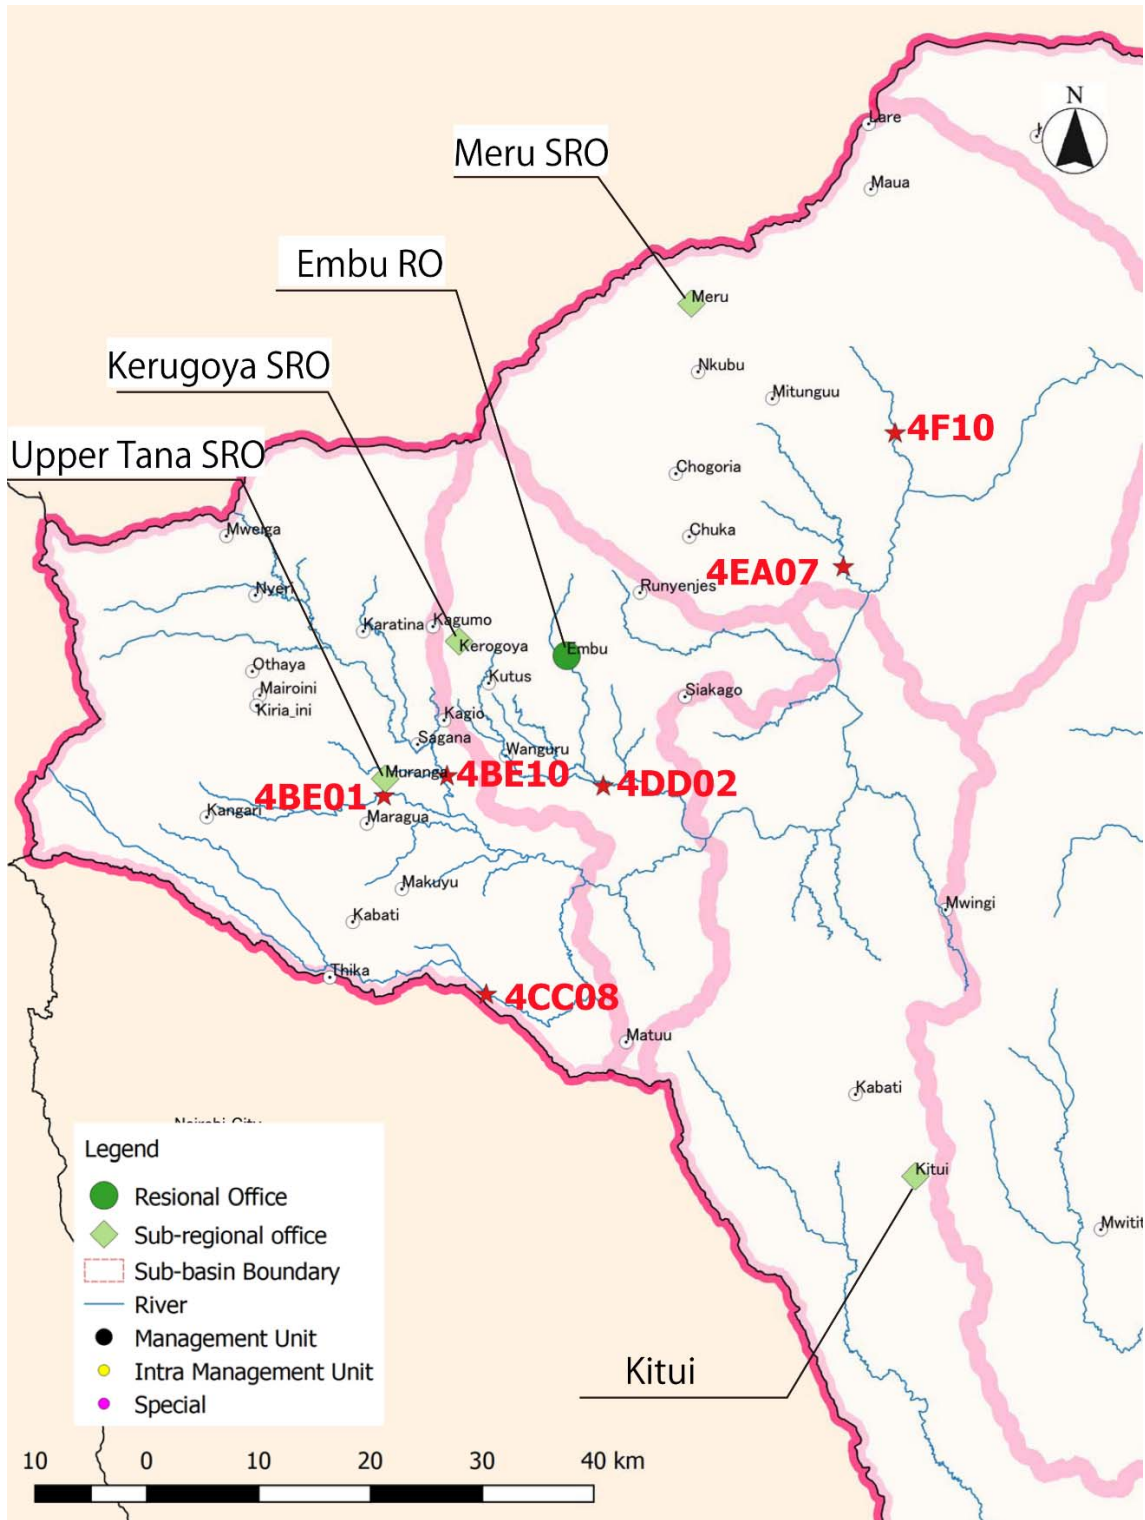 N
Lare
Maua
Meru SRO
Embu RO
Meru
Kerugoya SRO
Nkubu
Mitunguu
4F10
Upper Tana SRO
Chogoria
Mweiga
Chuka
4EA07
Runyenjes
Nyeri
Karatina
Kagumo
Kerogoya
Embu
Othaya
Mairoini
Kiria_ini
Kutus
Siakago
Kagio
Sagana
Wanguru
Muranga
4BE10
4DD02
4BE01
Kangari
Maragua
Makuyu
Kabati
Mwingi
Thika
4CC08
Matuu
Kabati
Kitui
Mwitit
Kitui
Legend
Resional Office
Sub-regional office
Sub-basin Boundary
River
Management Unit
Intra Management Unit
Special
10 0 10 20 30 40 km